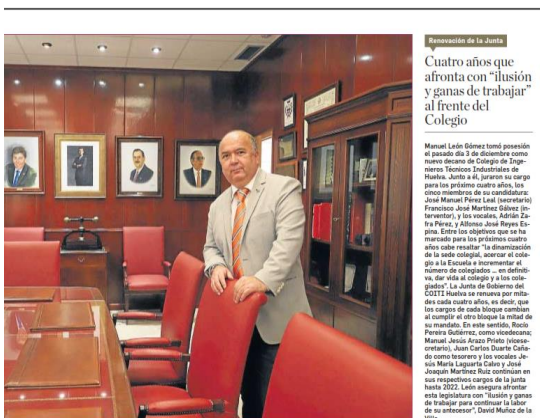 Renovación de la Junta
Cuatro años que
afronta con “ilusión
y ganas de trabajar”
al frente del
Colegio
Manuel León Gómez tomó posesión
el pasado día 3 de diciembre como
nuevo decano de Colegio de Inge-
nieros Técnicos Industriales de
Huelva. Junto a él, juraron su cargo
para los próximo cuatro años, los
cinco miembros de su candidatura:
José Manuel Pérez Leal (secretario)
Francisco José Martínez Gálvez (in-
terventor), y los vocales, Adrián Za-
fra Pérez, y Alfonso José Reyes Es-
pina. Entre los objetivos que se ha
marcado para los próximos cuatro
años cabe resaltar “la dinamización
de la sede colegial, acercar el cole-
gio a la Escuela e incrementar el
número de colegiados ... en definiti-
va, dar vida al colegio y a los cole-
giados”. La Junta de Gobierno del
COITI Huelva se renueva por mita-
des cada cuatro años, es decir, que
los cargos de cada bloque cambian
al cumplir el otro bloque la mitad de
su mandato. En este sentido, Rocío
Pereira Gutiérrez, como vicedecana;
Manuel Jesús Arazo Prieto (vicese-
cretario), Juan Carlos Duarte Caña-
do como tesorero y los vocales Je-
sús María Laguarta Calvo y José
Joaquín Martínez Ruiz continúan en
sus respectivos cargos de la junta
hasta 2022. León asegura afrontar
esta legislatura con “ilusión y ganas
de trabajar para continuar la labor
de su antecesor”, David Muñoz de la